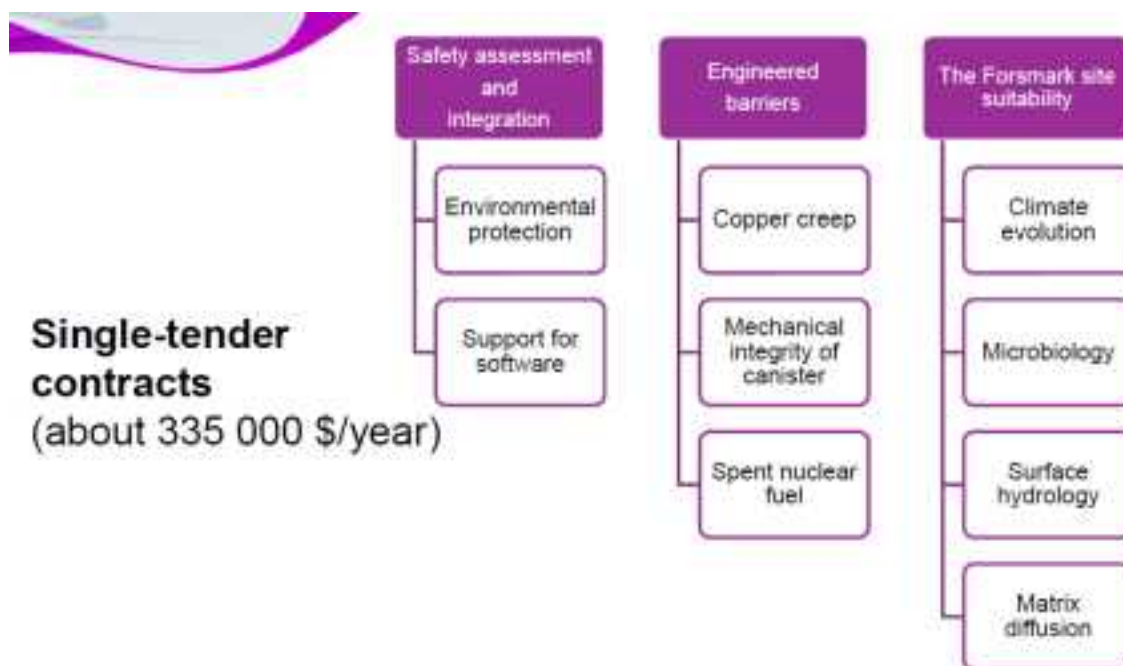 Single-tender
contracts
(about 335 000 $/year)
Safety assessment
and
integration
Environmental
protection
Support for
software
Engineered
barriers
Copper creep
Mechanical
integrity of
canister
Spent nuclear
fuel
The Forsmark site
suitability
Climate
evolution
Microbiology
Surface
hydrology
Matrix
diffusion